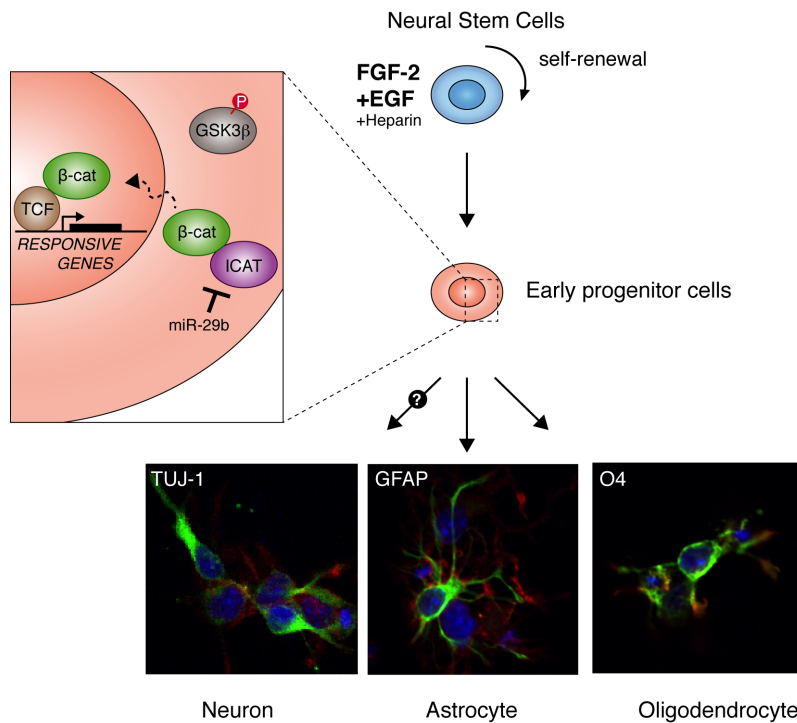 Neural Stem Cells
self-renewal
FGF-2
+EGF
+Heparin
P
GSK3β
β-cat
TCF
RESPONSIVE
GENES
β-cat
ICAT
miR-29b
Early progenitor cells
?
TUJ-1
GFAP
O4
Neuron
Astrocyte
Oligodendrocyte